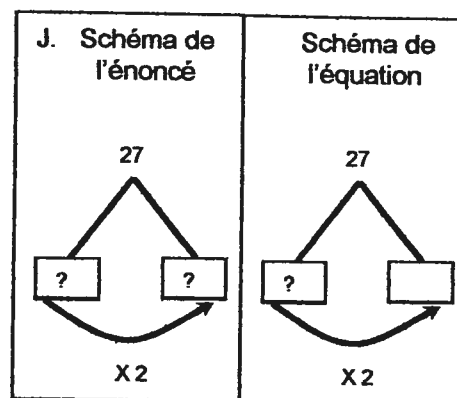 J. Schéma de
l'énoncé
27
?
?
X 2
Schéma de
l'équation
27
?
X 2